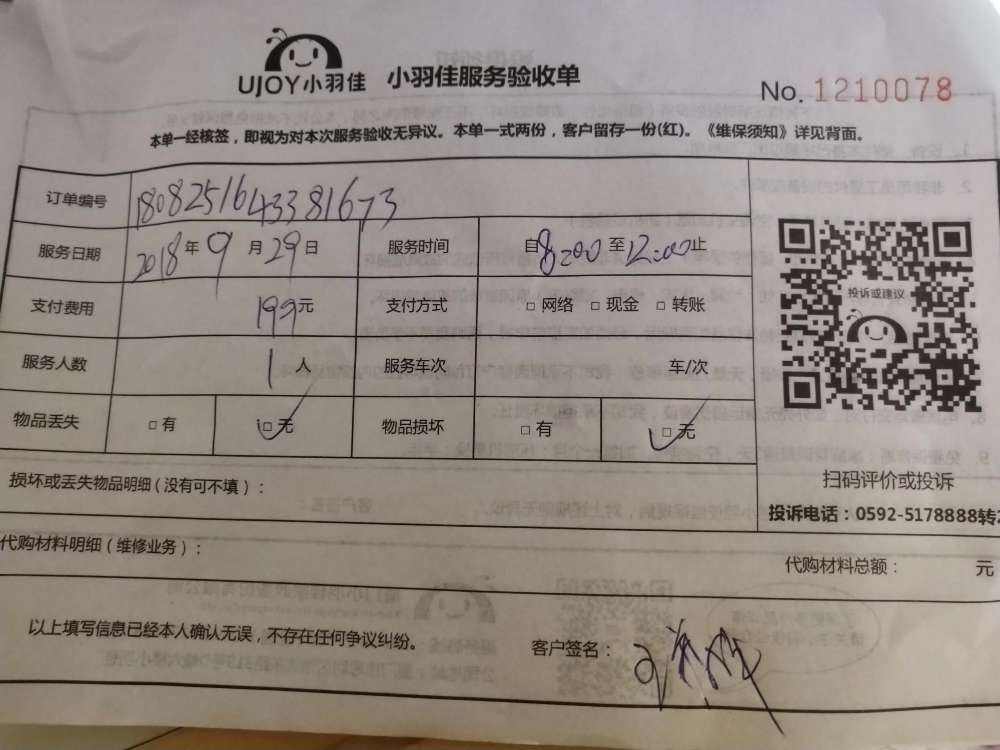 UJOY小羽佳 小羽佳服务验收单 No. 1210078
本单一经核签，即视为对本次服务验收无异议。本单一式两份，客户留存一份(红)。《维保须知》详见背面。
订单编号 1808251643381673
服务日期 2018年9月29日 服务时间 自8:00至12:00止
支付费用 199元 支付方式 □网络 □现金 □转账
投诉或建议
服务人数 1人 服务车次 车/次
物品丢失 □有 ☑无 物品损坏 □有 ☑无
损坏或丢失物品明细(没有可不填)：
扫码评价或投诉
投诉电话：0592-5178888转2
代购材料明细(维修业务)：
代购材料总额： 元
以上填写信息已经本人确认无误，不存在任何争议纠纷。 客户签名：